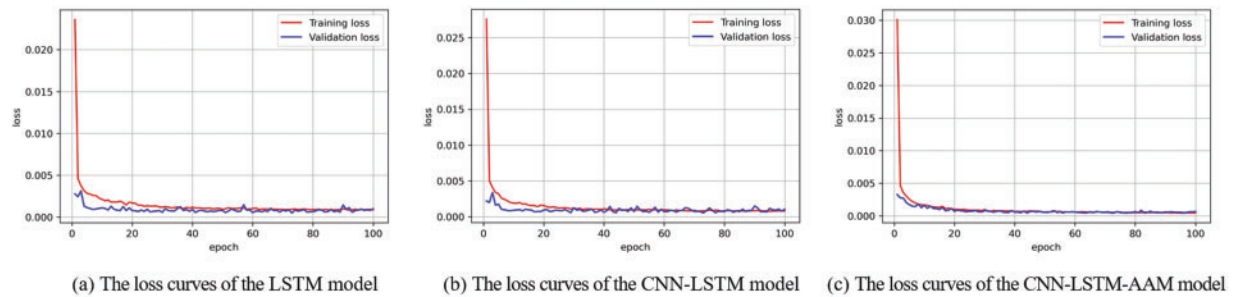 Training loss
Validation loss
0.020
0.015
0.010
0.005
0.000
loss
0 20 40 60 80 100
epoch
(a) The loss curves of the LSTM model
Training loss
Validation loss
0.025
0.020
0.015
0.010
0.005
0.000
loss
0 20 40 60 80 100
epoch
(b) The loss curves of the CNN-LSTM model
Training loss
Validation loss
0.030
0.025
0.020
0.015
0.010
0.005
0.000
loss
0 20 40 60 80 100
epoch
(c) The loss curves of the CNN-LSTM-AAM model